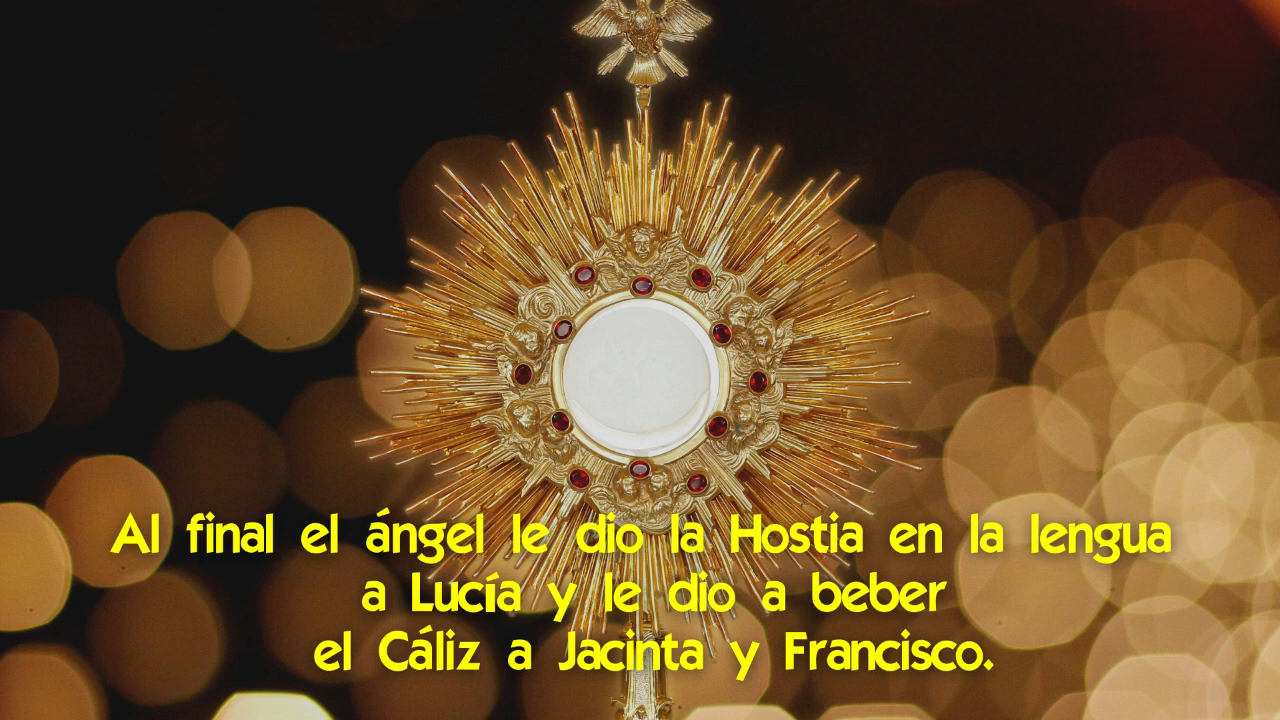 Al final el ángel le dio la Hostia en la lengua
a Lucía y le dio a beber
el Cáliz a Jacinta y Francisco.